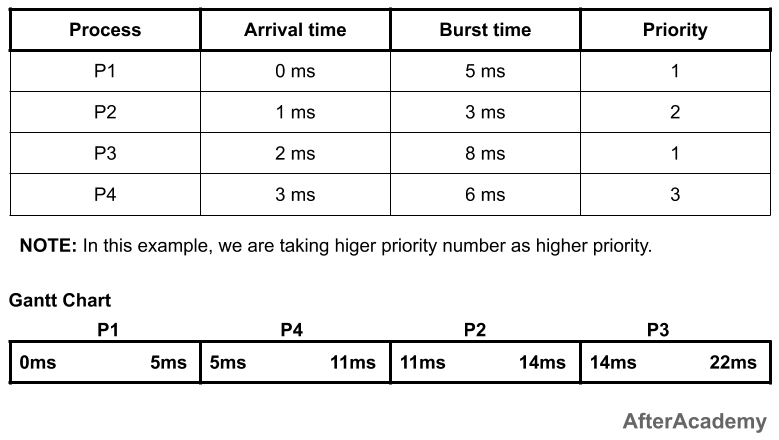 Process Arrival time Burst time Priority
P1 0 ms 5 ms 1
P2 1 ms 3 ms 2
P3 2 ms 8 ms 1
P4 3 ms 6 ms 3
NOTE: In this example, we are taking higer priority number as higher priority.
Gantt Chart
P1 P4 P2 P3
0ms 5ms 5ms 11ms 11ms 14ms 14ms 22ms
AfterAcademy